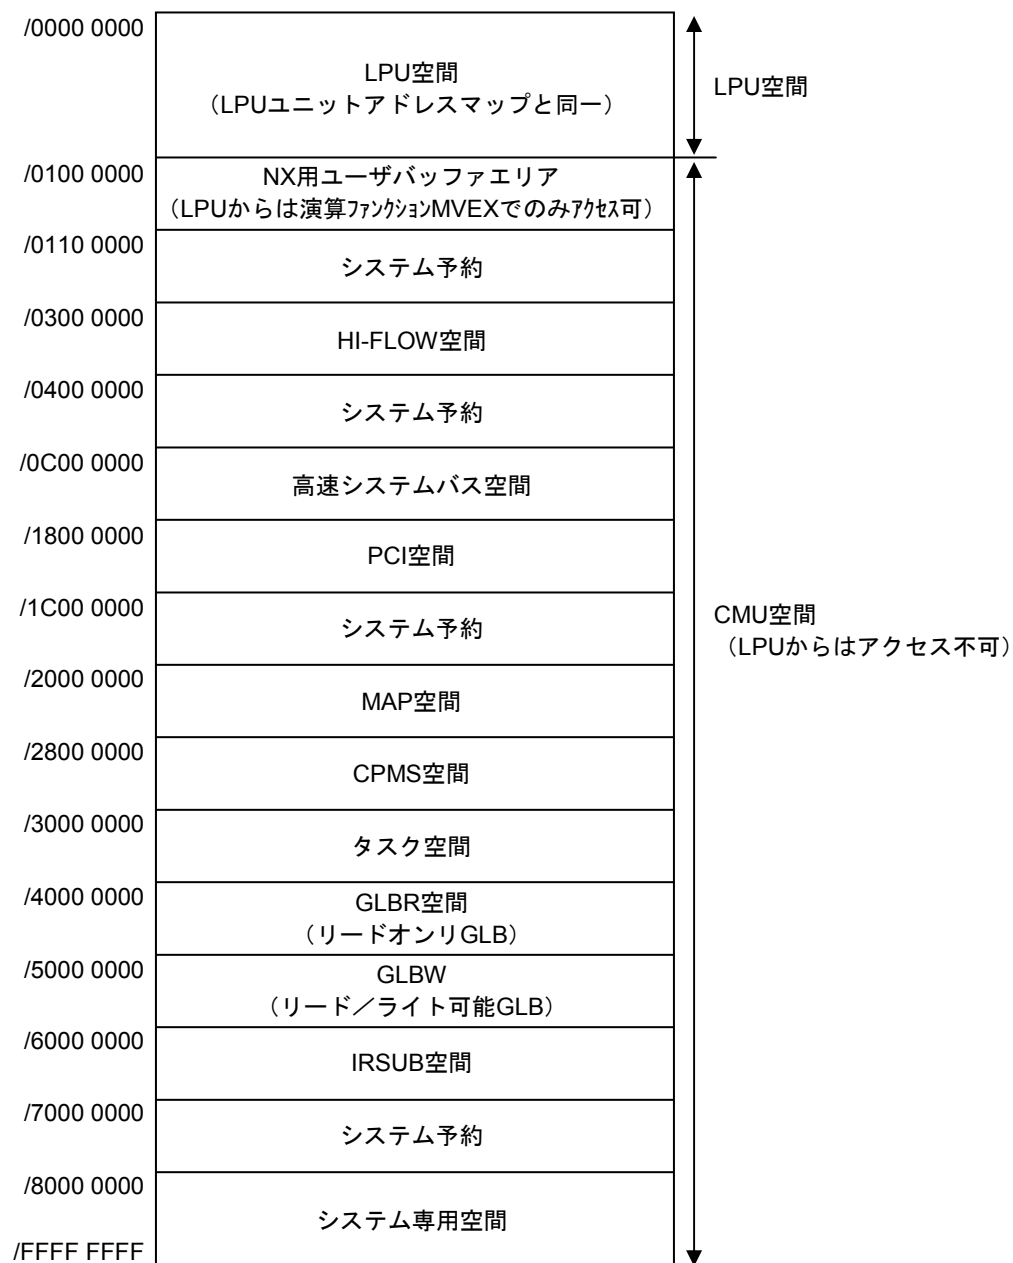 /0000 0000
LPU空間
（LPUユニットアドレスマップと同一）
LPU空間
/0100 0000
NX用ユーザバッファエリア
（LPUからは演算ﾌｧﾝｸｼｮﾝMVEXでのみｱｸｾｽ可）
/0110 0000
システム予約
/0300 0000
HI-FLOW空間
/0400 0000
システム予約
/0C00 0000
高速システムバス空間
/1800 0000
PCI空間
/1C00 0000
システム予約
CMU空間
（LPUからはアクセス不可）
/2000 0000
MAP空間
/2800 0000
CPMS空間
/3000 0000
タスク空間
/4000 0000
GLBR空間
（リードオンリGLB）
/5000 0000
GLBW
（リード／ライト可能GLB）
/6000 0000
IRSUB空間
/7000 0000
システム予約
/8000 0000
システム専用空間
/FFFF FFFF